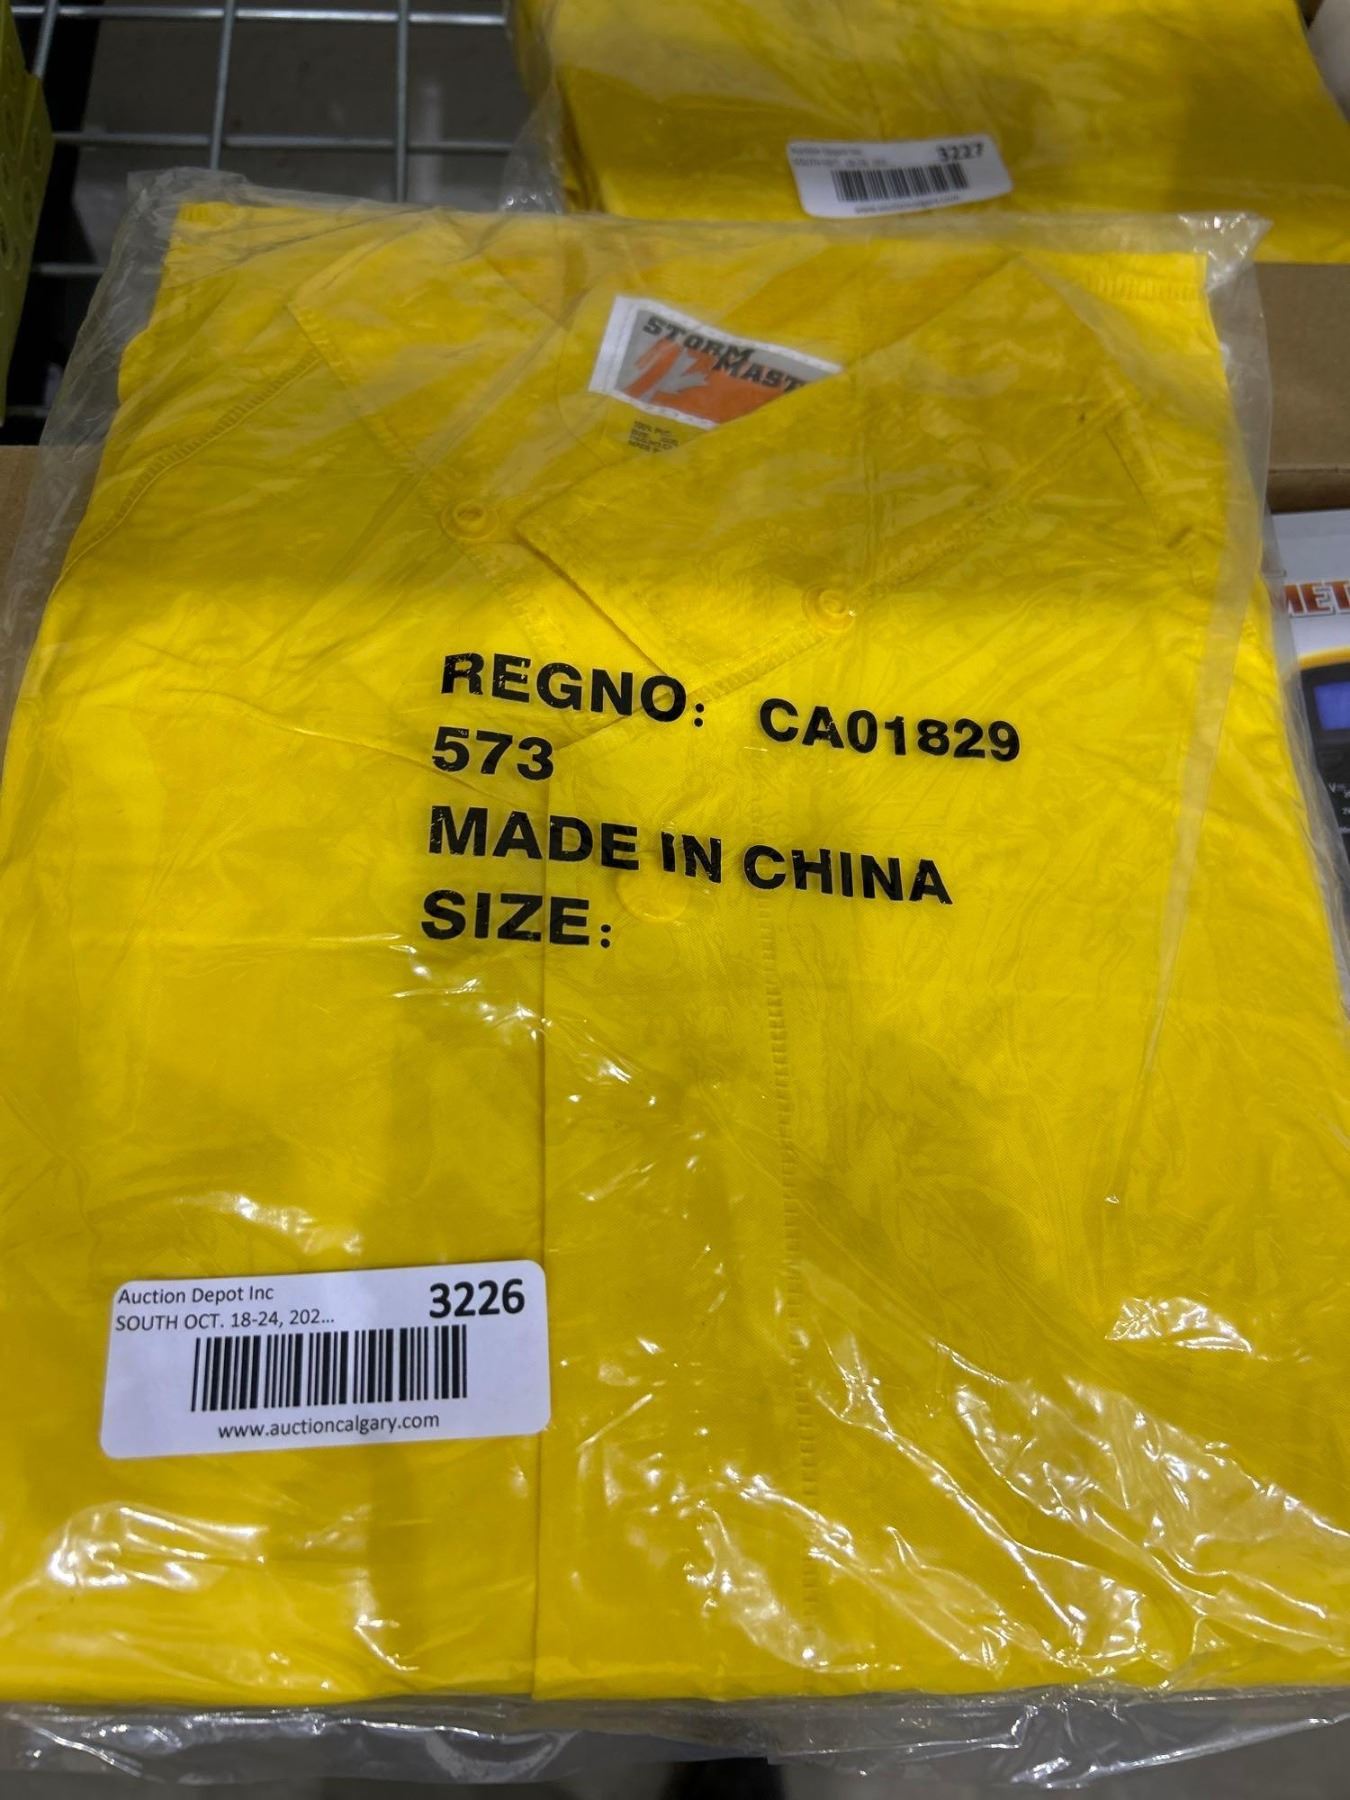 3227
STORM
MAST
REGNO: CA01829
573
MADE IN CHINA
SIZE:
Auction Depot Inc
3226
SOUTH OCT. 18-24, 202...
www.auctioncalgary.com